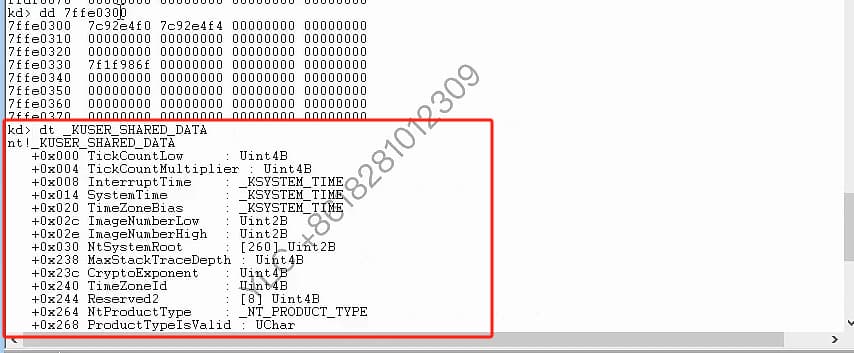 kd> dd 7ffe0300
7ffe0300  7c92e4f0 7c92e4f4 00000000 00000000
7ffe0310  00000000 00000000 00000000 00000000
7ffe0320  00000000 00000000 00000000 00000000
7ffe0330  7f1f986f 00000000 00000000 00000000
7ffe0340  00000000 00000000 00000000 00000000
7ffe0350  00000000 00000000 00000000 00000000
7ffe0360  00000000 00000000 00000000 00000000
7ffe0370  00000000 00000000 00000000 00000000
kd> dt _KUSER_SHARED_DATA
nt!_KUSER_SHARED_DATA
+0x000 TickCountLow : Uint4B
+0x004 TickCountMultiplier : Uint4B
+0x008 InterruptTime : _KSYSTEM_TIME
+0x014 SystemTime : _KSYSTEM_TIME
+0x020 TimeZoneBias : _KSYSTEM_TIME
+0x02c ImageNumberLow : Uint2B
+0x02e ImageNumberHigh : Uint2B
+0x030 NtSystemRoot : [260] Uint2B
+0x238 MaxStackTraceDepth : Uint4B
+0x23c CryptoExponent : Uint4B
+0x240 TimeZoneId : Uint4B
+0x244 Reserved2 : [8] Uint4B
+0x264 NtProductType : _NT_PRODUCT_TYPE
+0x268 ProductTypeIsValid : UChar
+8618281012309